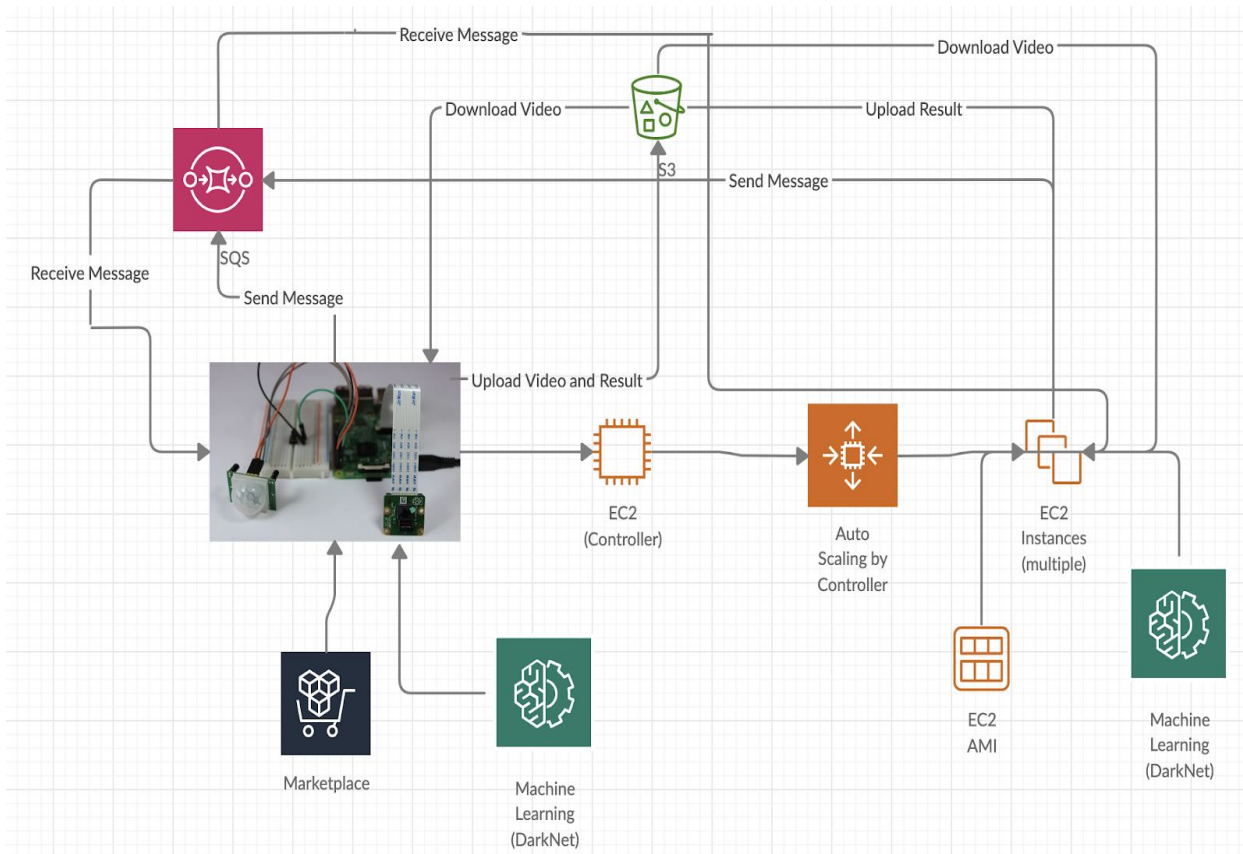 Receive Message
Download Video
Download Video
Upload Result
S3
Send Message
SQS
Receive Message
Send Message
Upload Video and Result
EC2
(Controller)
Auto
Scaling by
Controller
EC2
Instances
(multiple)
Marketplace
Machine
Learning
(DarkNet)
EC2
AMI
Machine
Learning
(DarkNet)